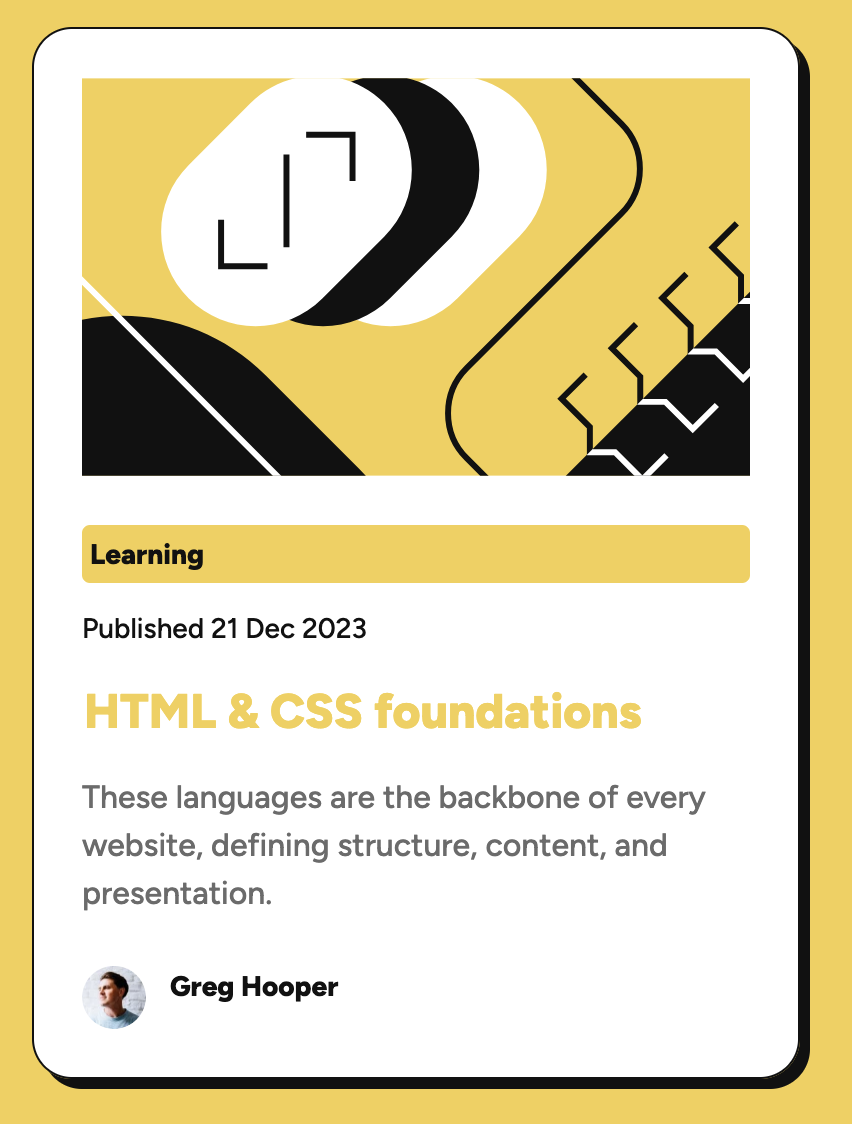 Learning
Published 21 Dec 2023
HTML & CSS foundations
These languages are the backbone of every
website, defining structure, content, and
presentation.
Greg Hooper